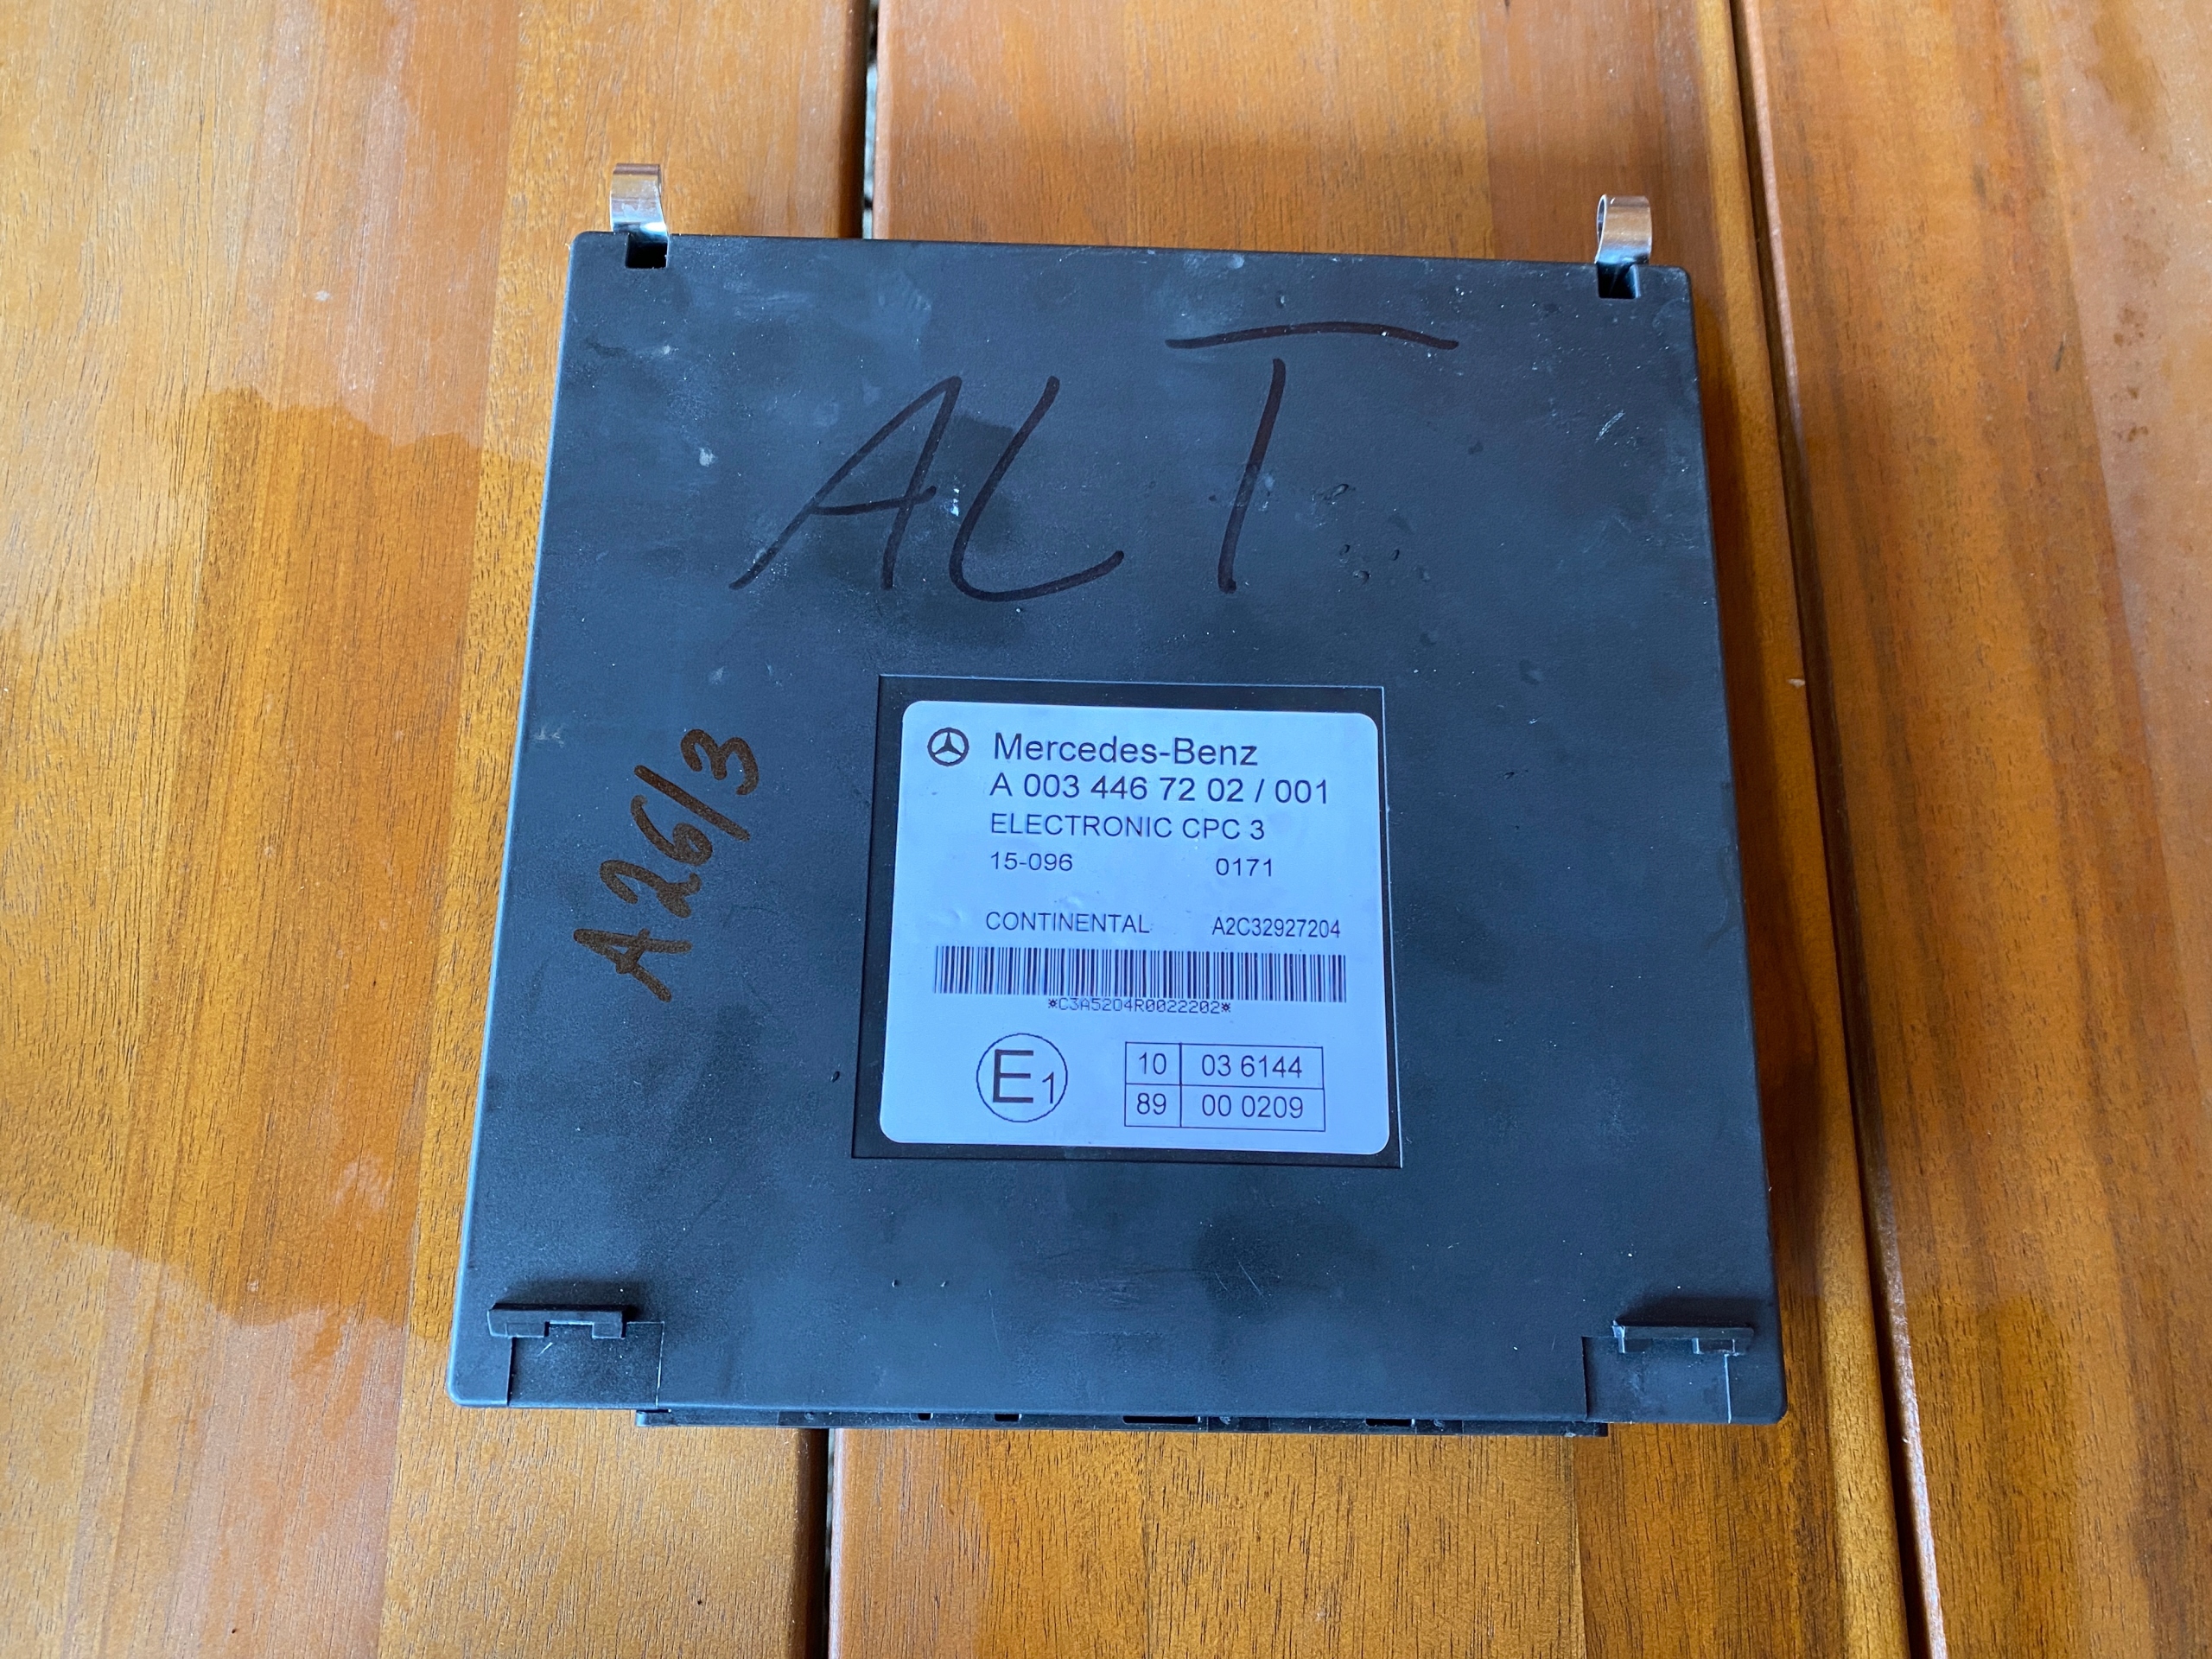 ALT
A26/3
Mercedes-Benz
A 003 446 72 02 / 001
ELECTRONIC CPC 3
15-096 0171
CONTINENTAL A2C32927204
*C3A5204R0022202*
E1
10 03 6144
89 00 0209